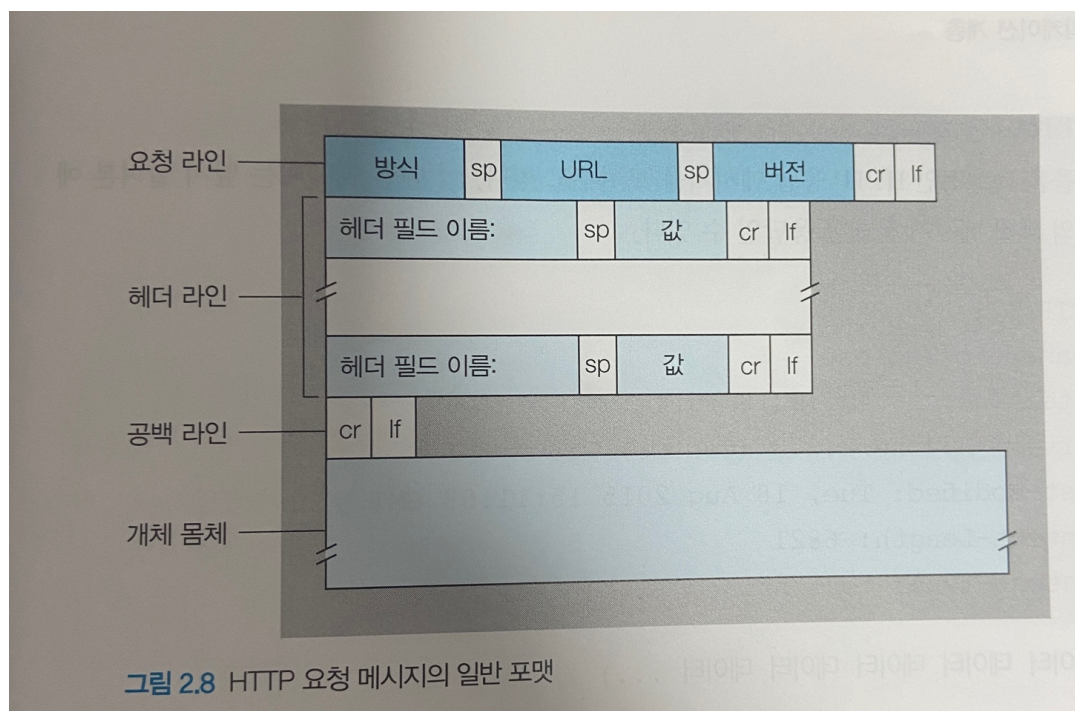 요청 라인
방식 sp URL sp 버전 cr lf
헤더 필드 이름: sp 값 cr lf
헤더 라인
헤더 필드 이름: sp 값 cr lf
공백 라인
cr lf
개체 몸체
그림 2.8 HTTP 요청 메시지의 일반 포맷